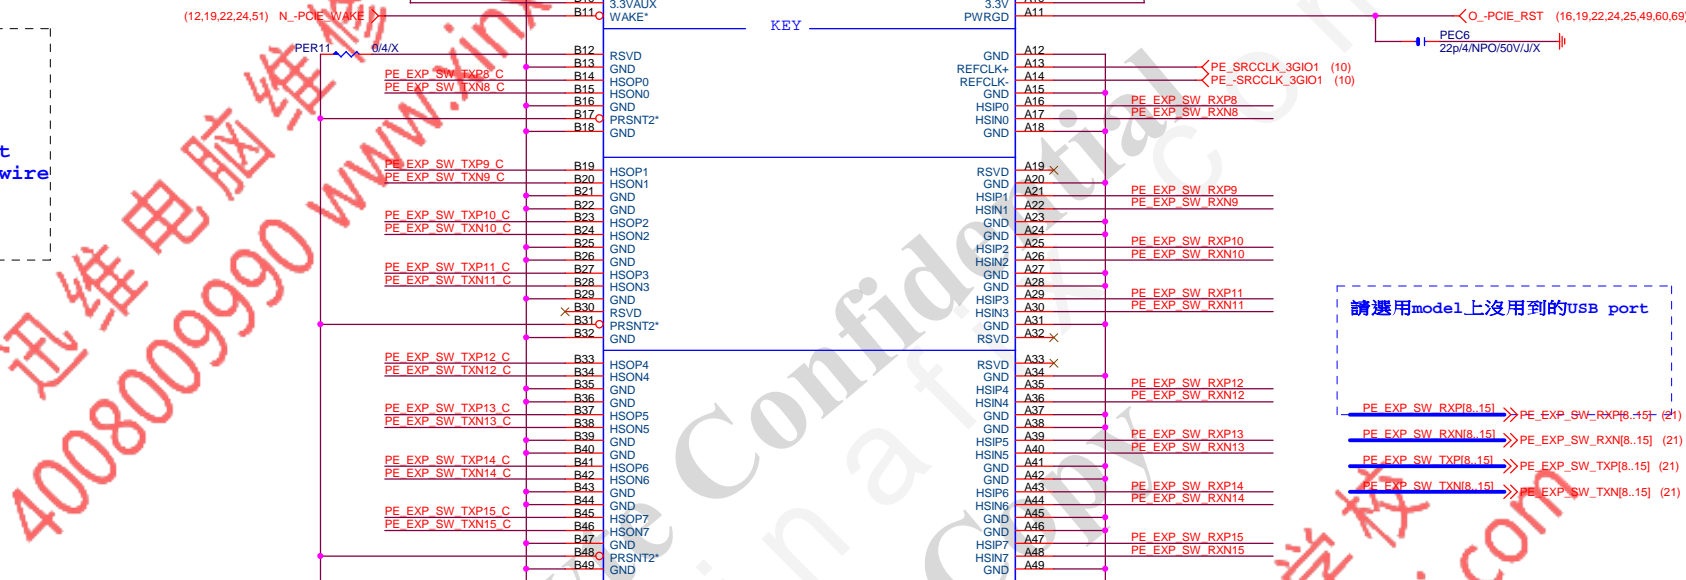 3.3VAUX
3.3V
(12,19,22,24,51) N_-PCIE_WAKE
B11 WAKE*
PWRGD A11
O_-PCIE_RST (16,19,22,24,25,49,60,69)
KEY
PEC6
22p/4/NPO/50V/J/X
PER11 0/4/X
B12 RSVD
GND A12
B13 GND
REFCLK+ A13 PE_SRCCLK_3GIO1 (10)
PE_EXP_SW_TXP8_C B14 HSOP0
REFCLK- A14 PE_-SRCCLK_3GIO1 (10)
PE_EXP_SW_TXN8_C B15 HSON0
GND A15
B16 GND
HSIP0 A16 PE_EXP_SW_RXP8
B17 PRSNT2*
HSIN0 A17 PE_EXP_SW_RXN8
B18 GND
GND A18
PE_EXP_SW_TXP9_C B19 HSOP1
RSVD A19
PE_EXP_SW_TXN9_C B20 HSON1
GND A20
B21 GND
HSIP1 A21 PE_EXP_SW_RXP9
B22 GND
HSIN1 A22 PE_EXP_SW_RXN9
PE_EXP_SW_TXP10_C B23 HSOP2
GND A23
PE_EXP_SW_TXN10_C B24 HSON2
GND A24
B25 GND
HSIP2 A25 PE_EXP_SW_RXP10
B26 GND
HSIN2 A26 PE_EXP_SW_RXN10
PE_EXP_SW_TXP11_C B27 HSOP3
GND A27
PE_EXP_SW_TXN11_C B28 HSON3
GND A28
B29 GND
HSIP3 A29 PE_EXP_SW_RXP11
B30 RSVD
HSIN3 A30 PE_EXP_SW_RXN11
B31 PRSNT2*
GND A31
B32 GND
RSVD A32
PE_EXP_SW_TXP12_C B33 HSOP4
RSVD A33
PE_EXP_SW_TXN12_C B34 HSON4
GND A34
B35 GND
HSIP4 A35 PE_EXP_SW_RXP12
B36 GND
HSIN4 A36 PE_EXP_SW_RXN12
PE_EXP_SW_TXP13_C B37 HSOP5
GND A37
PE_EXP_SW_TXN13_C B38 HSON5
GND A38
B39 GND
HSIP5 A39 PE_EXP_SW_RXP13
B40 GND
HSIN5 A40 PE_EXP_SW_RXN13
PE_EXP_SW_TXP14_C B41 HSOP6
GND A41
PE_EXP_SW_TXN14_C B42 HSON6
GND A42
B43 GND
HSIP6 A43 PE_EXP_SW_RXP14
B44 GND
HSIN6 A44 PE_EXP_SW_RXN14
PE_EXP_SW_TXP15_C B45 HSOP7
GND A45
PE_EXP_SW_TXN15_C B46 HSON7
GND A46
B47 GND
HSIP7 A47 PE_EXP_SW_RXP15
B48 PRSNT2*
HSIN7 A48 PE_EXP_SW_RXN15
B49 GND
GND A49
wire
請選用model上沒用到的USB port
PE_EXP_SW_RXP[8..15] PE_EXP_SW_RXP[8..15] (21)
PE_EXP_SW_RXN[8..15] PE_EXP_SW_RXN[8..15] (21)
PE_EXP_SW_TXP[8..15] PE_EXP_SW_TXP[8..15] (21)
PE_EXP_SW_TXN[8..15] PE_EXP_SW_TXN[8..15] (21)
迅维电脑维修
4008009990 www.xinx
Confidential
Copy
学校